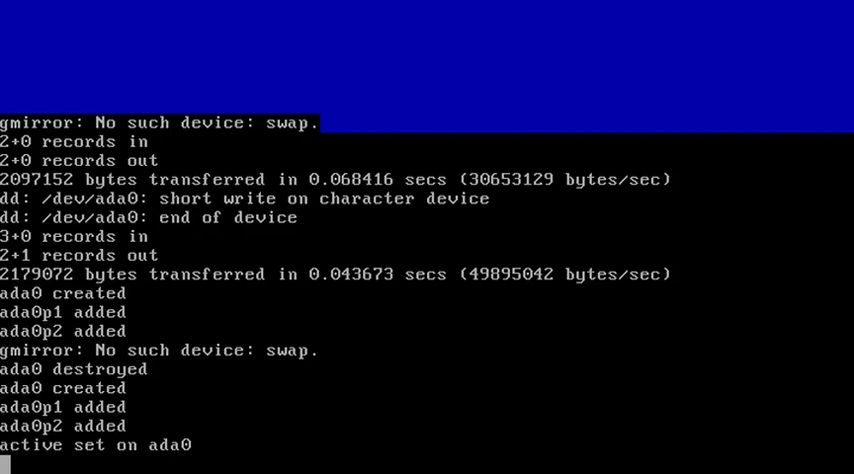 gmirror: No such device: swap.
2+0 records in
2+0 records out
2097152 bytes transferred in 0.068416 secs (30653129 bytes/sec)
dd: /dev/ada0: short write on character device
dd: /dev/ada0: end of device
3+0 records in
2+1 records out
2179072 bytes transferred in 0.043673 secs (49895042 bytes/sec)
ada0 created
ada0p1 added
ada0p2 added
gmirror: No such device: swap.
ada0 destroyed
ada0 created
ada0p1 added
ada0p2 added
active set on ada0